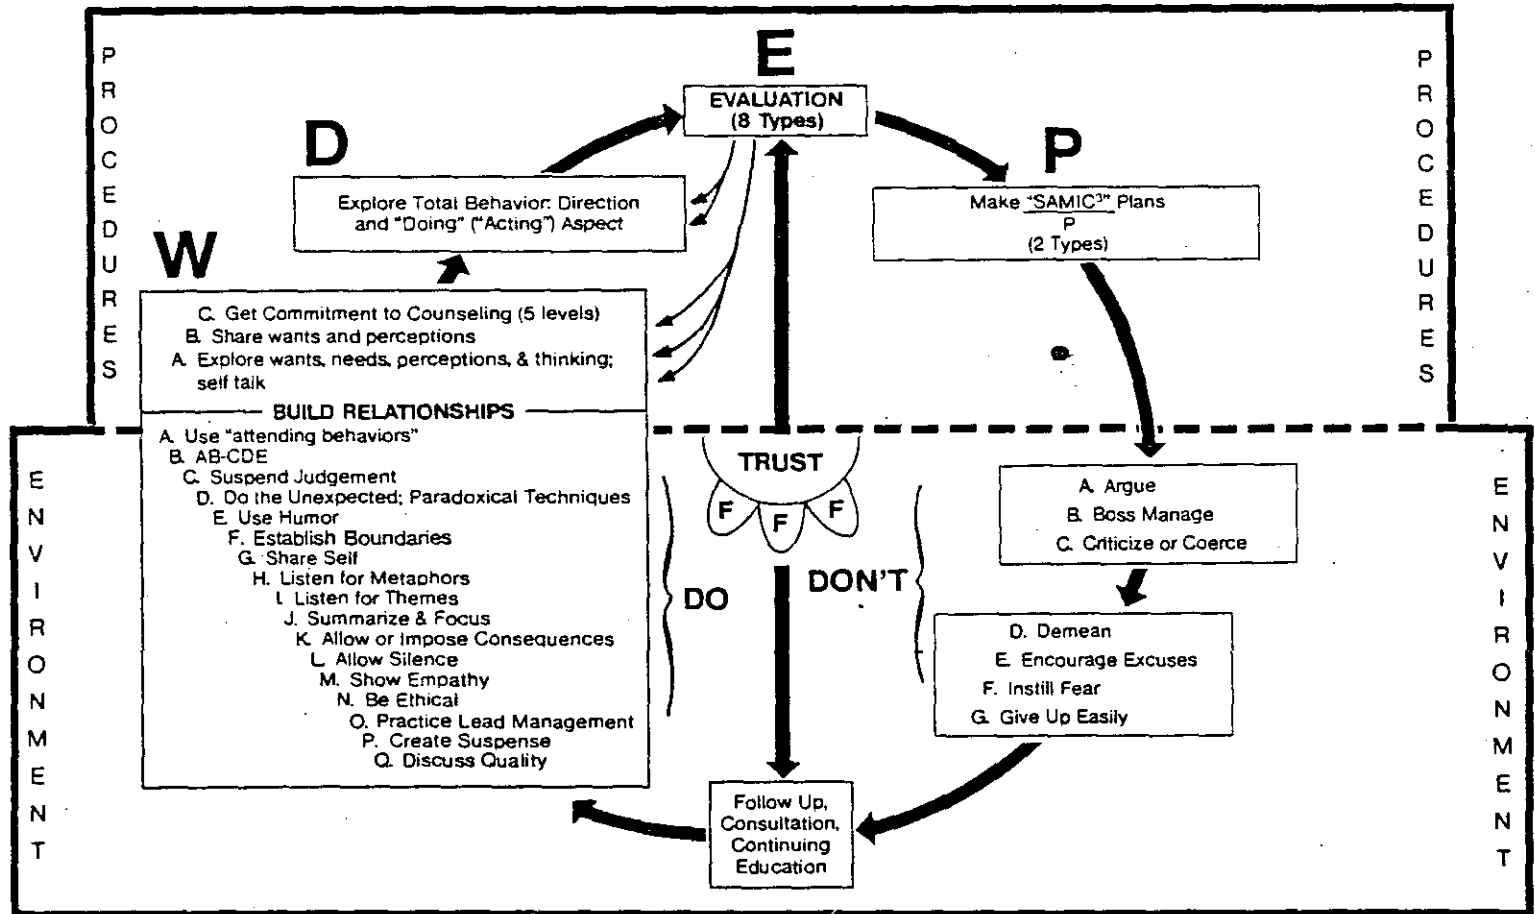 PROCEDURES
E
EVALUATION
(8 Types)
D
Explore Total Behavior: Direction
and "Doing" ("Acting") Aspect
W
C. Get Commitment to Counseling (5 levels)
B. Share wants and perceptions
A. Explore wants, needs, perceptions, & thinking;
self talk
P
Make "SAMIC³" Plans
P
(2 Types)
PROCEDURES
BUILD RELATIONSHIPS
A. Use "attending behaviors"
B. AB-CDE
C. Suspend Judgement
D. Do the Unexpected; Paradoxical Techniques
E. Use Humor
F. Establish Boundaries
G. Share Self
H. Listen for Metaphors
I. Listen for Themes
J. Summarize & Focus
K. Allow or Impose Consequences
L. Allow Silence
M. Show Empathy
N. Be Ethical
O. Practice Lead Management
P. Create Suspense
Q. Discuss Quality
ENVIRONMENT
DO
TRUST
F F F
DON'T
A. Argue
B. Boss Manage
C. Criticize or Coerce
D. Demean
E. Encourage Excuses
F. Instill Fear
G. Give Up Easily
Follow Up,
Consultation,
Continuing
Education
ENVIRONMENT